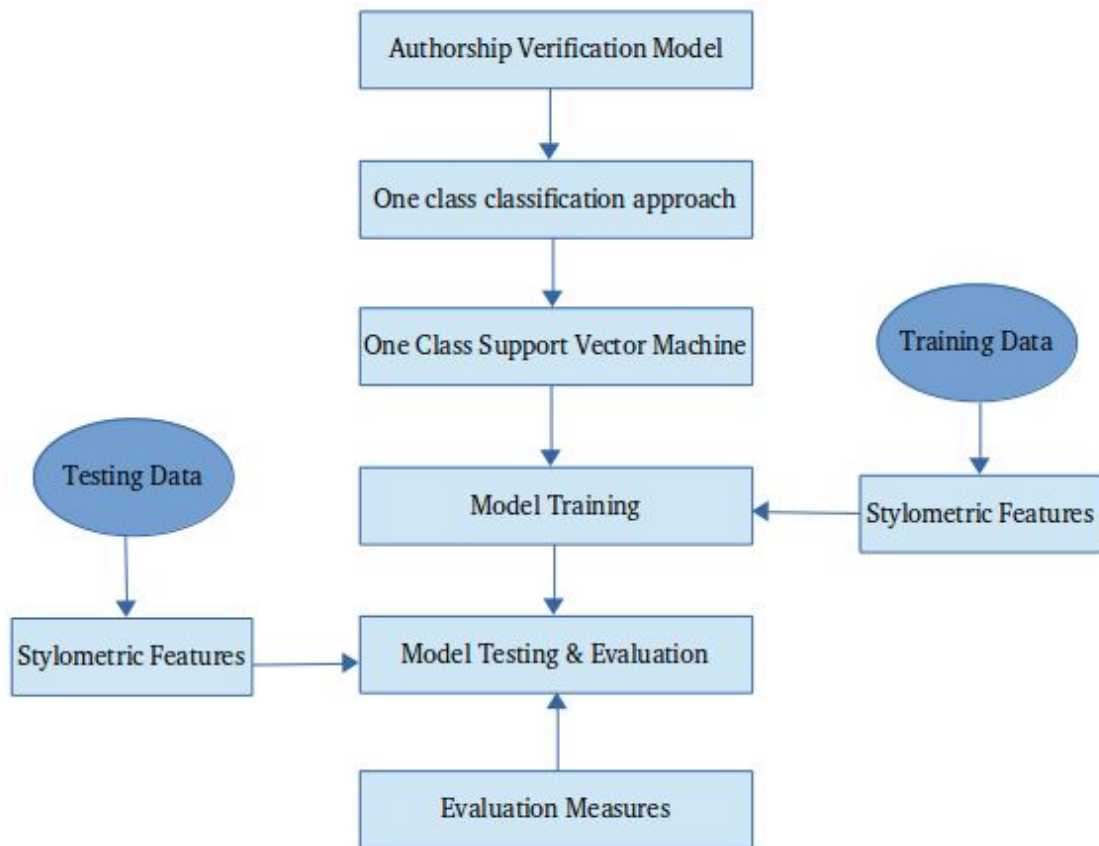 Authorship Verification Model
One class classification approach
One Class Support Vector Machine
Training Data
Testing Data
Model Training
Stylometric Features
Stylometric Features
Model Testing & Evaluation
Evaluation Measures